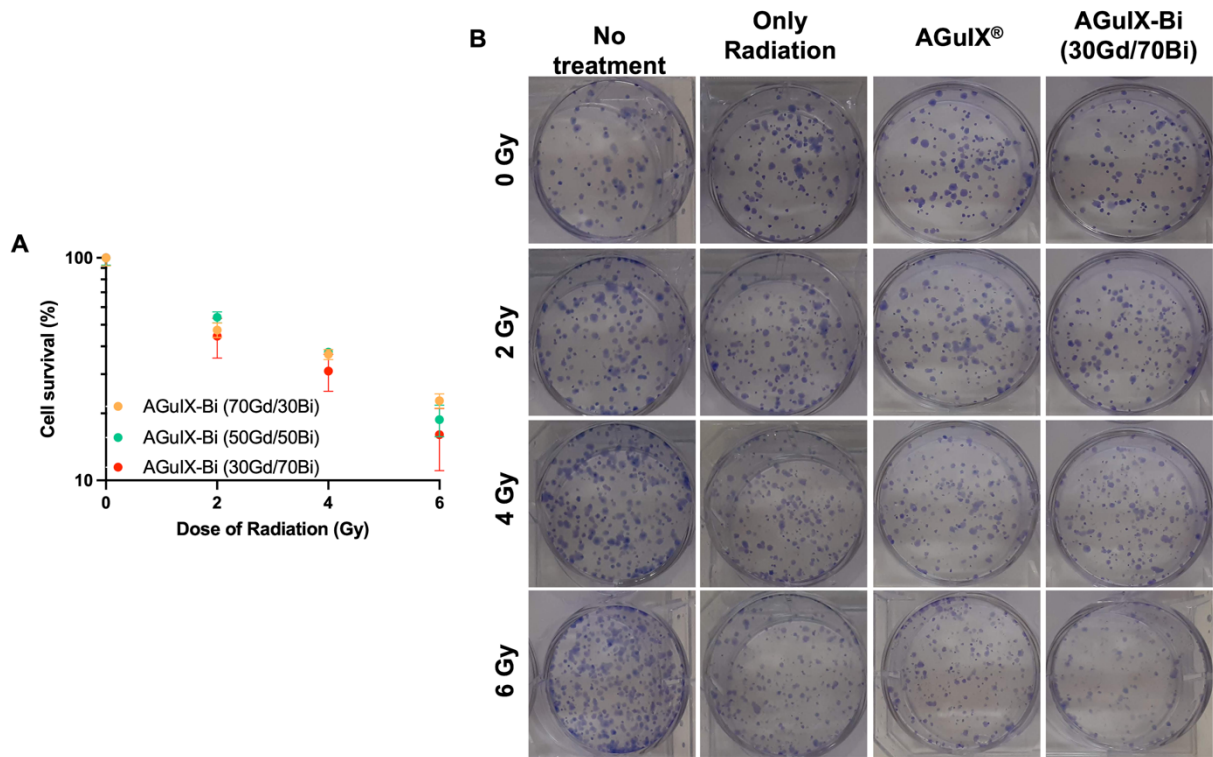 A
100
10
Cell survival (%)
AGuIX-Bi (70Gd/30Bi)
AGuIX-Bi (50Gd/50Bi)
AGuIX-Bi (30Gd/70Bi)
0
2
4
6
Dose of Radiation (Gy)
B
No
treatment
Only
Radiation
AGuIX®
AGuIX-Bi
(30Gd/70Bi)
0 Gy
2 Gy
4 Gy
6 Gy